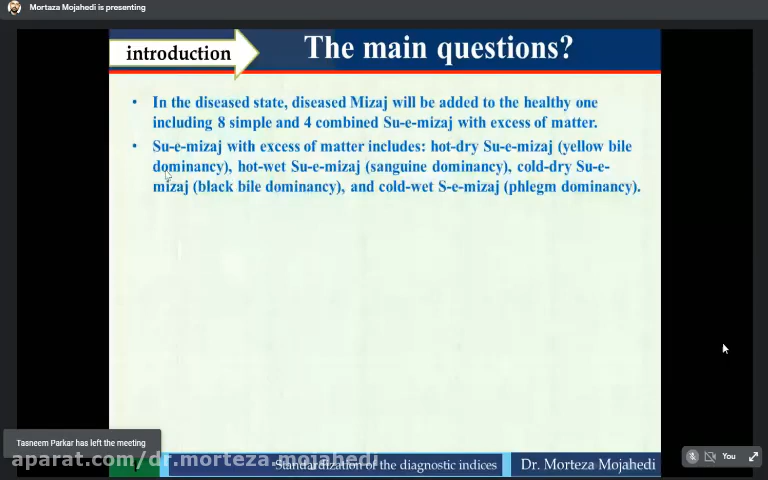 Mortaza Mojahedi is presenting
introduction
The main questions?
• In the diseased state, diseased Mizaj will be added to the healthy one
including 8 simple and 4 combined Su-e-mizaj with excess of matter.
• Su-e-mizaj with excess of matter includes: hot-dry Su-e-mizaj (yellow bile
dominancy), hot-wet Su-e-mizaj (sanguine dominancy), cold-dry Su-e-
mizaj (black bile dominancy), and cold-wet S-e-mizaj (phlegm dominancy).
Tasneem Parkar has left the meeting
aparat.com/dr.morteza.mojahedi
Standardization of the diagnostic indices
Dr. Morteza Mojahedi
You